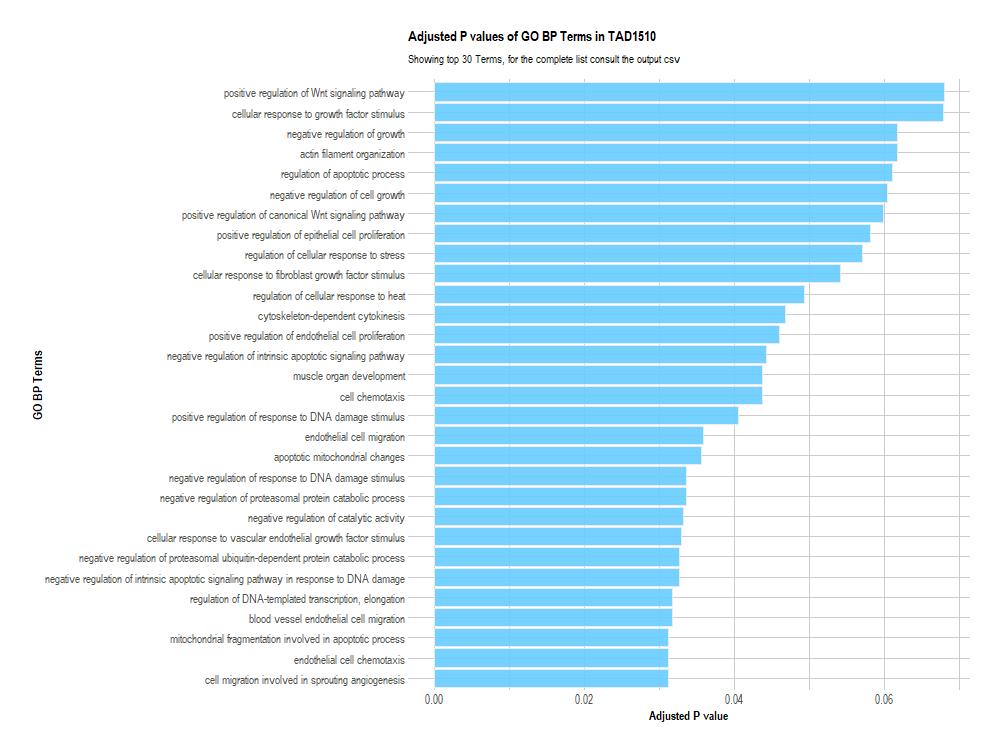 Adjusted P values of GO BP Terms in TAD1510
Showing top 30 Terms, for the complete list consult the output csv
positive regulation of Wnt signaling pathway
cellular response to growth factor stimulus
negative regulation of growth
actin filament organization
regulation of apoptotic process
negative regulation of cell growth
positive regulation of canonical Wnt signaling pathway
positive regulation of epithelial cell proliferation
regulation of cellular response to stress
cellular response to fibroblast growth factor stimulus
regulation of cellular response to heat
cytoskeleton-dependent cytokinesis
positive regulation of endothelial cell proliferation
negative regulation of intrinsic apoptotic signaling pathway
muscle organ development
cell chemotaxis
positive regulation of response to DNA damage stimulus
endothelial cell migration
apoptotic mitochondrial changes
negative regulation of response to DNA damage stimulus
negative regulation of proteasomal protein catabolic process
negative regulation of catalytic activity
cellular response to vascular endothelial growth factor stimulus
negative regulation of proteasomal ubiquitin-dependent protein catabolic process
negative regulation of intrinsic apoptotic signaling pathway in response to DNA damage
regulation of DNA-templated transcription, elongation
blood vessel endothelial cell migration
mitochondrial fragmentation involved in apoptotic process
endothelial cell chemotaxis
cell migration involved in sprouting angiogenesis
GO BP Terms
0.00 0.02 0.04 0.06
Adjusted P value